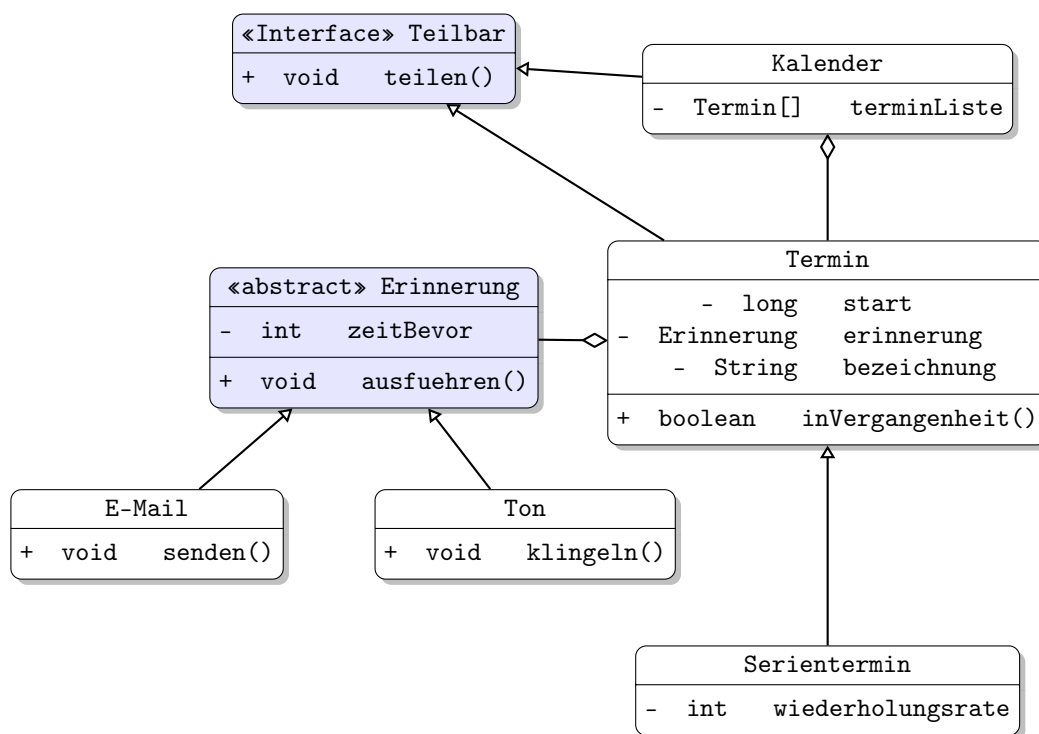 «Interface» Teilbar
+ void teilen()
Kalender
- Termin[] terminListe
Termin
- long start
- Erinnerung erinnerung
- String bezeichnung
+ boolean inVergangenheit()
«abstract» Erinnerung
- int zeitBevor
+ void ausfuehren()
E-Mail
+ void senden()
Ton
+ void klingeln()
Serientermin
- int wiederholungsrate